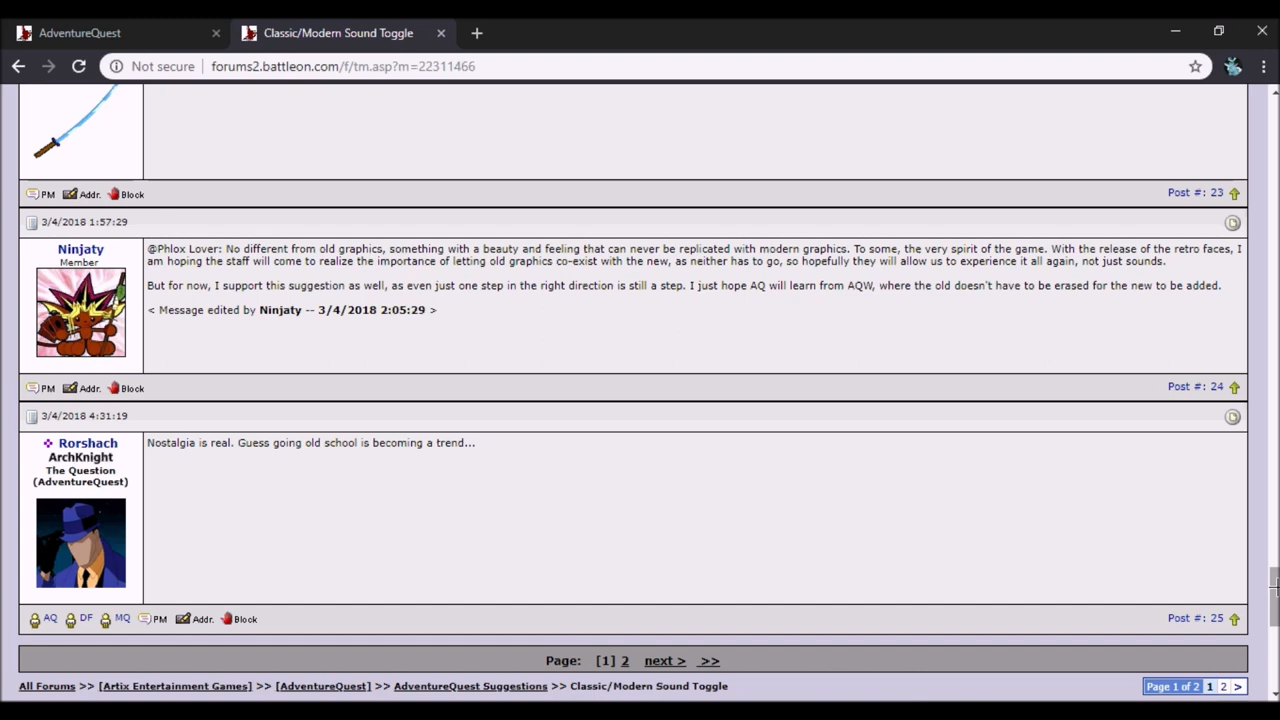 AdventureQuest
Classic/Modern Sound Toggle
Not secure
forums2.battleon.com/f/tm.asp?m=22311466
PM Addr. Block
Post #: 23
3/4/2018 1:57:29
Ninjaty
Member
@Phlox Lover: No different from old graphics, something with a beauty and feeling that can never be replicated with modern graphics. To some, the very spirit of the game. With the release of the retro faces, I
am hoping the staff will come to realize the importance of letting old graphics co-exist with the new, as neither has to go, so hopefully they will allow us to experience it all again, not just sounds.
But for now, I support this suggestion as well, as even just one step in the right direction is still a step. I just hope AQ will learn from AQW, where the old doesn't have to be erased for the new to be added.
< Message edited by Ninjaty -- 3/4/2018 2:05:29 >
PM Addr. Block
Post #: 24
3/4/2018 4:31:19
Rorshach
ArchKnight
The Question
(AdventureQuest)
Nostalgia is real. Guess going old school is becoming a trend...
AQ DF MQ PM Addr. Block
Post #: 25
Page: [1] 2 next > >>
All Forums >> [Artix Entertainment Games] >> [AdventureQuest] >> AdventureQuest Suggestions >> Classic/Modern Sound Toggle
Page 1 of 2 1 2 >